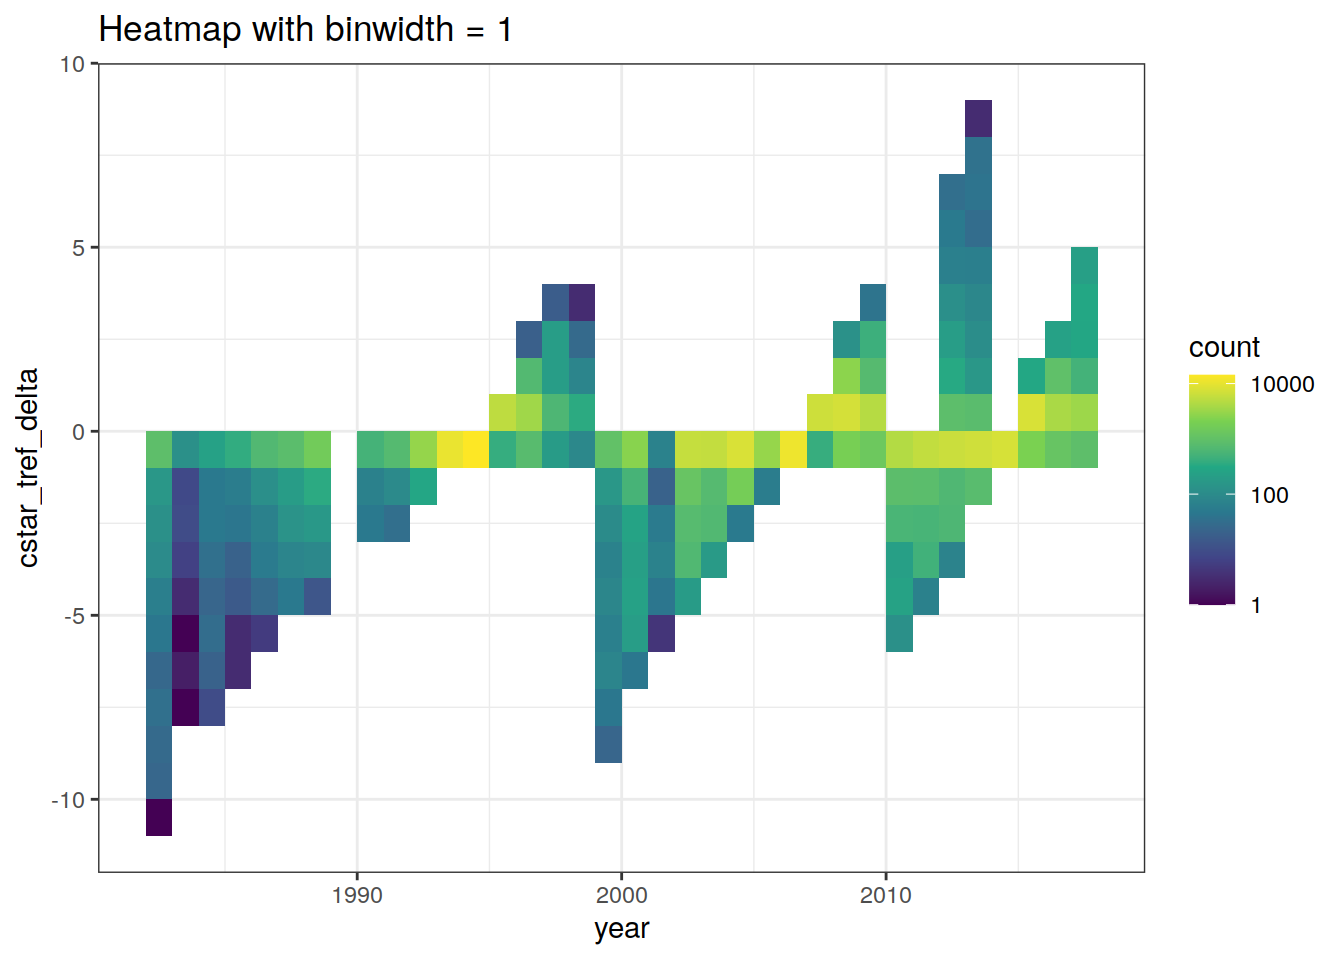 Heatmap with binwidth = 1
10
5
0
-5
-10
cstar_tref_delta
1990
2000
2010
year
count
10000
100
1